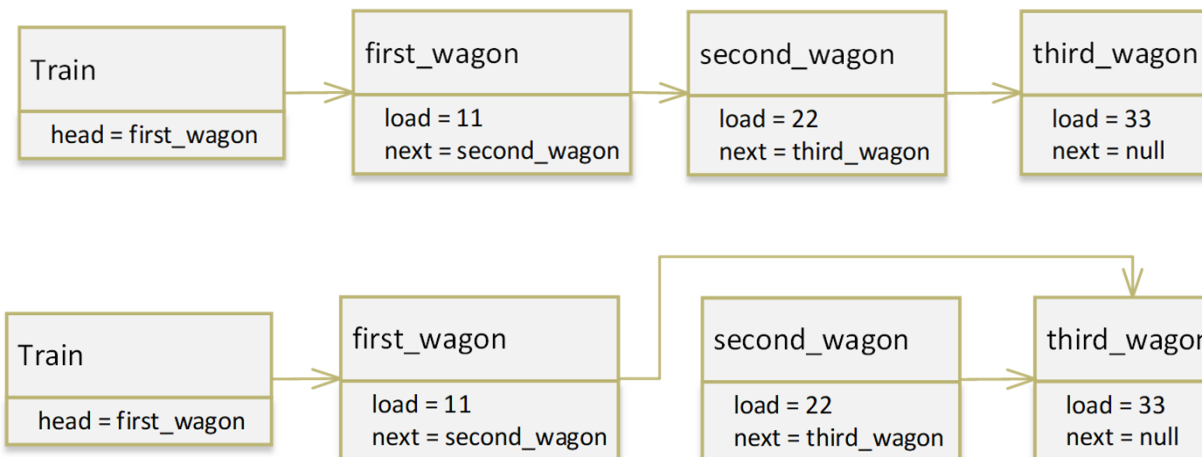 Train
head = first_wagon
first_wagon
load = 11
next = second_wagon
second_wagon
load = 22
next = third_wagon
third_wagon
load = 33
next = null
Train
head = first_wagon
first_wagon
load = 11
next = second_wagon
second_wagon
load = 22
next = third_wagon
third_wagon
load = 33
next = null